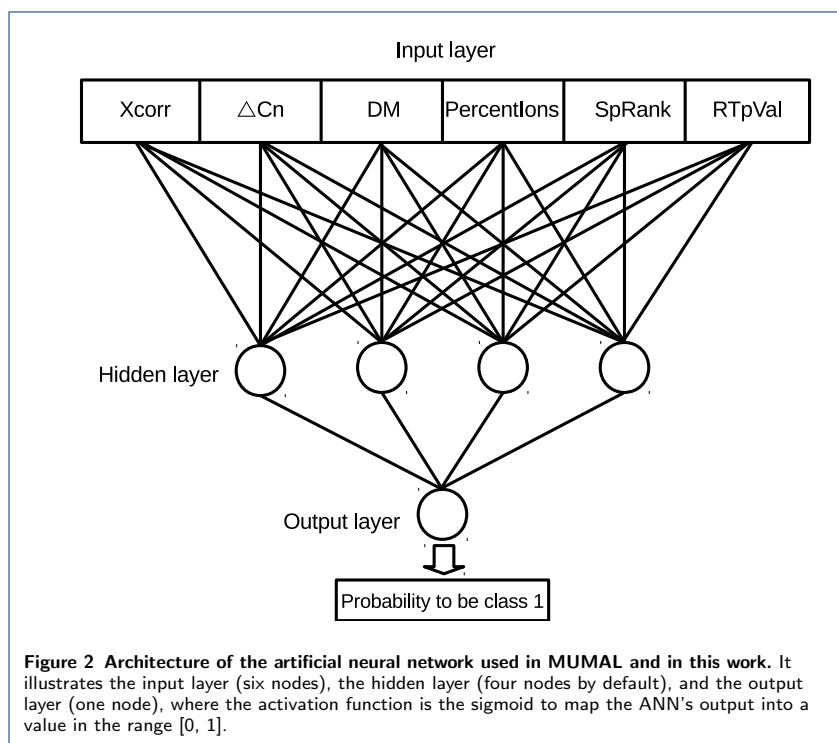 Input layer
Xcorr △Cn DM PercentIons SpRank RTpVal
Hidden layer
Output layer
Probability to be class 1
Figure 2 Architecture of the artificial neural network used in MUMAL and in this work. It
illustrates the input layer (six nodes), the hidden layer (four nodes by default), and the output
layer (one node), where the activation function is the sigmoid to map the ANN's output into a
value in the range [0, 1].